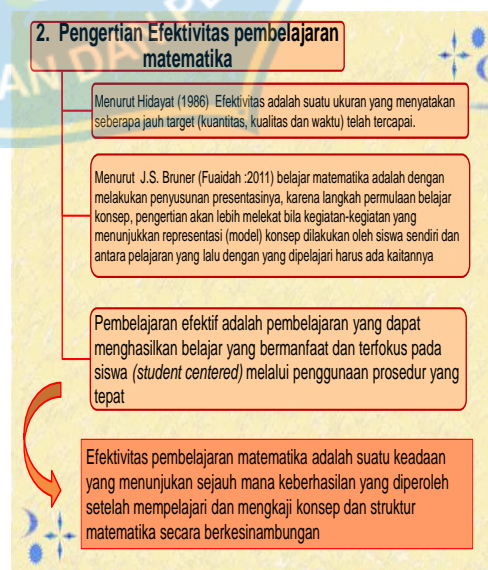 2. Pengertian Efektivitas pembelajaran
matematika
AN DAN PE
Menurut Hidayat (1986) Efektivitas adalah suatu ukuran yang menyatakan
seberapa jauh target (kuantitas, kualitas dan waktu) telah tercapai.
Menurut J.S. Bruner (Fuaidah :2011) belajar matematika adalah dengan
melakukan penyusunan presentasinya, karena langkah permulaan belajar
konsep, pengertian akan lebih melekat bila kegiatan-kegiatan yang
menunjukkan representasi (model) konsep dilakukan oleh siswa sendiri dan
antara pelajaran yang lalu dengan yang dipelajari harus ada kaitannya
Pembelajaran efektif adalah pembelajaran yang dapat
menghasilkan belajar yang bermanfaat dan terfokus pada
siswa (student centered) melalui penggunaan prosedur yang
tepat
Efektivitas pembelajaran matematika adalah suatu keadaan
yang menunjukan sejauh mana keberhasilan yang diperoleh
setelah mempelajari dan mengkaji konsep dan struktur
matematika secara berkesinambungan